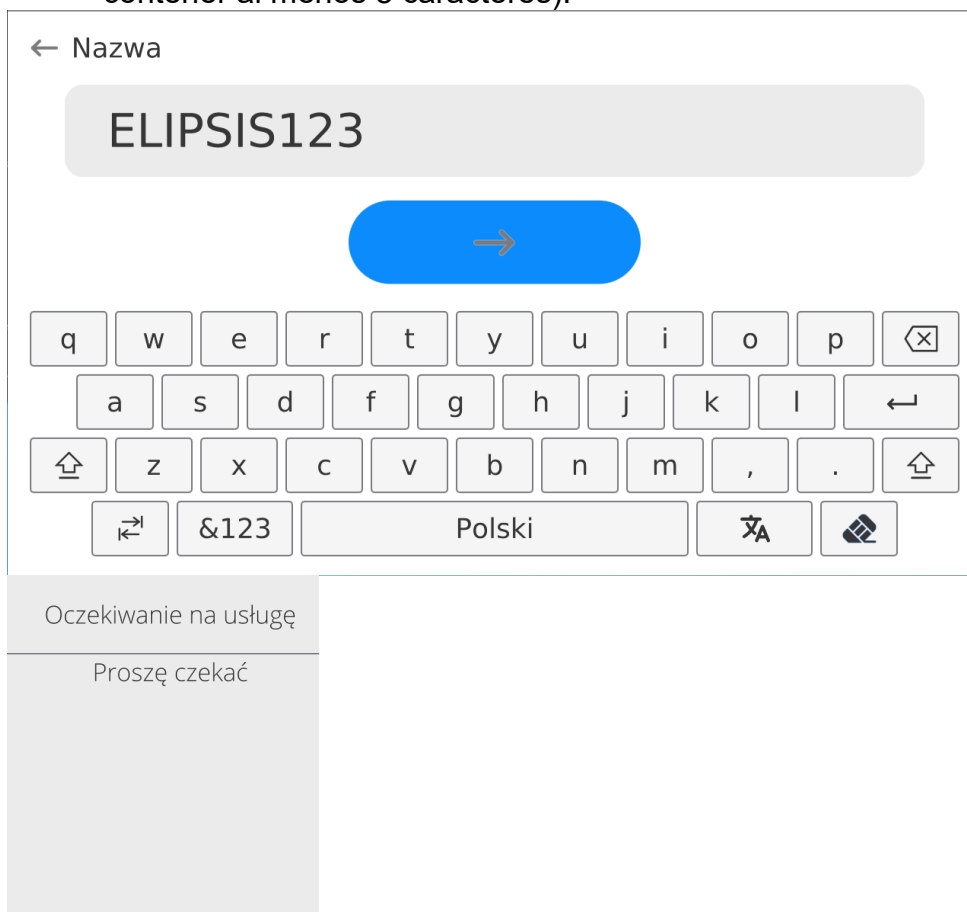 ← Nazwa
ELIPSIS123
→
q w e r t y u i o p
a s d f g h j k l
z x c v b n m , .
&123 Polski
Oczekiwanie na usługę
Proszę czekać